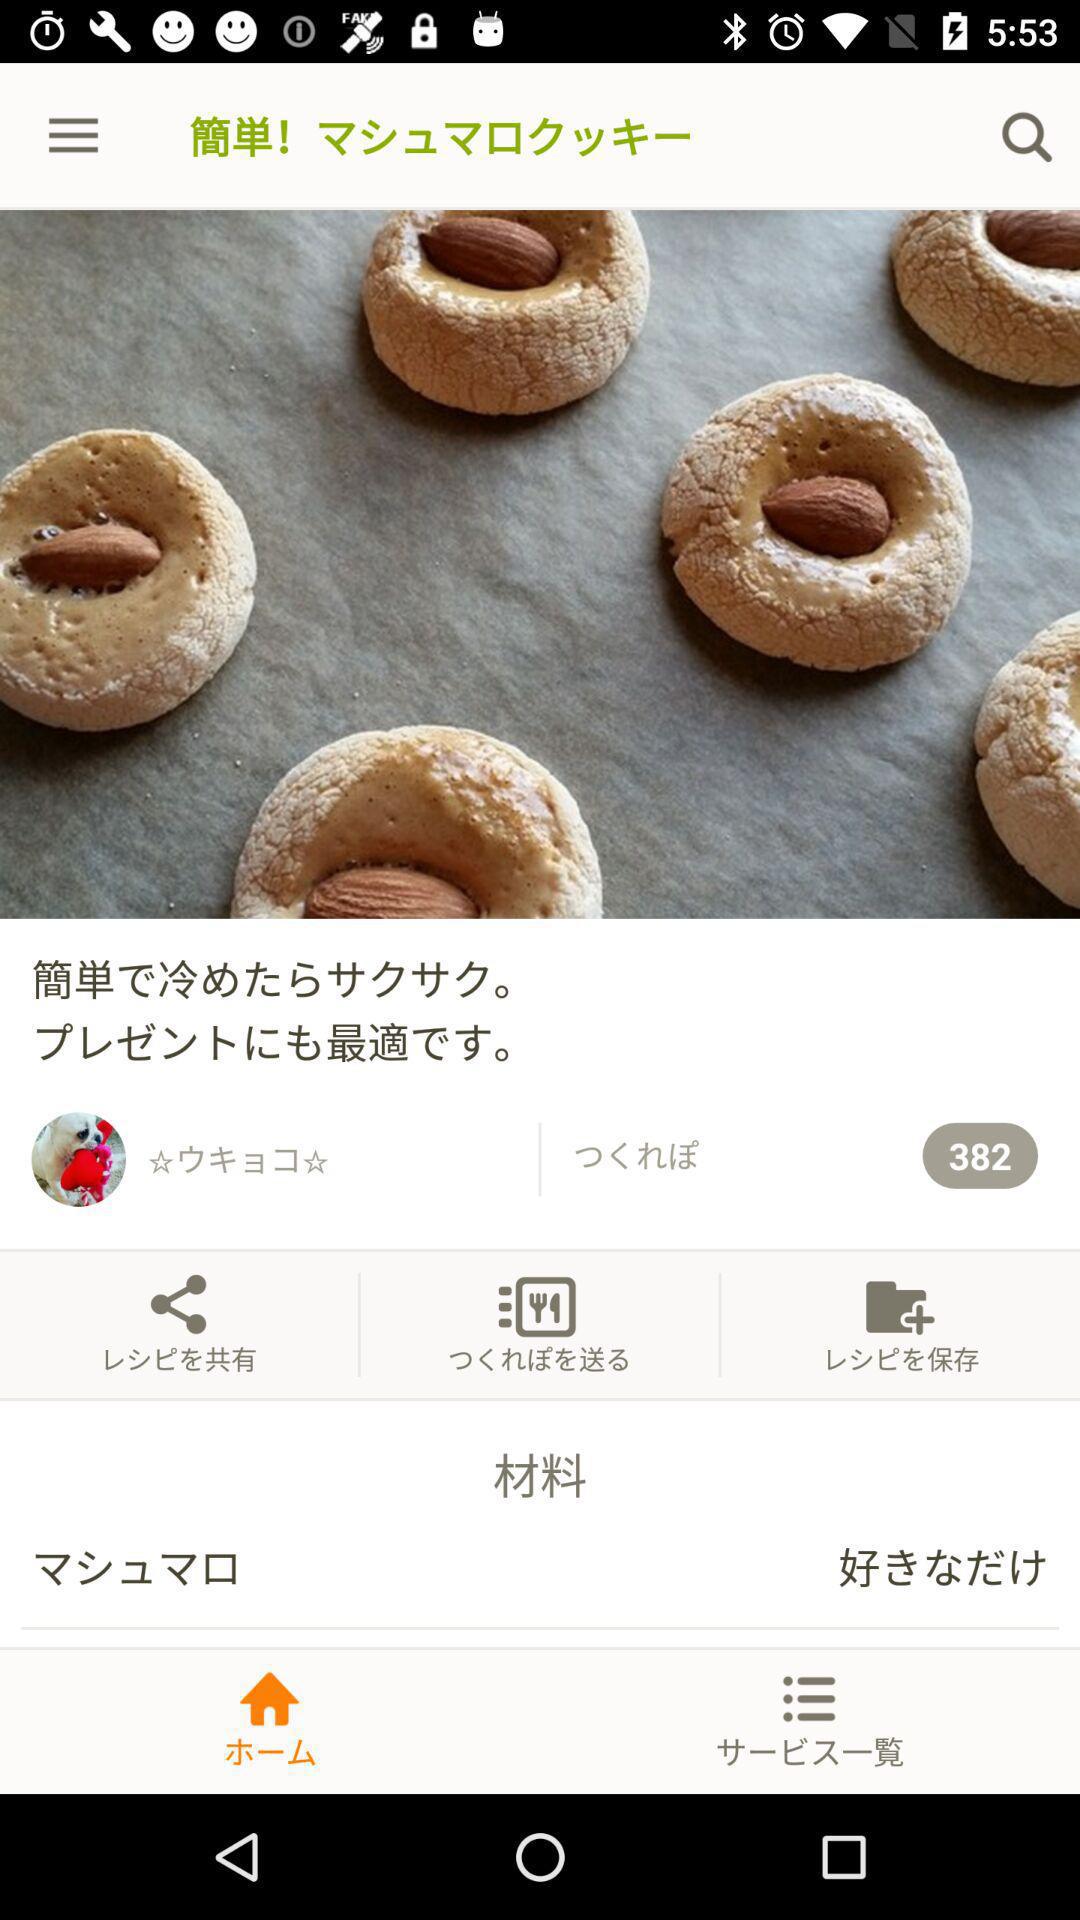 FAKE
5:53
簡単！マシュマロクッキー
簡単で冷めたらサクサク。
プレゼントにも最適です。
☆ウキョコ☆
つくれぽ
382
レシピを共有
つくれぽを送る
レシピを保存
材料
マシュマロ
好きなだけ
ホーム
サービス一覧